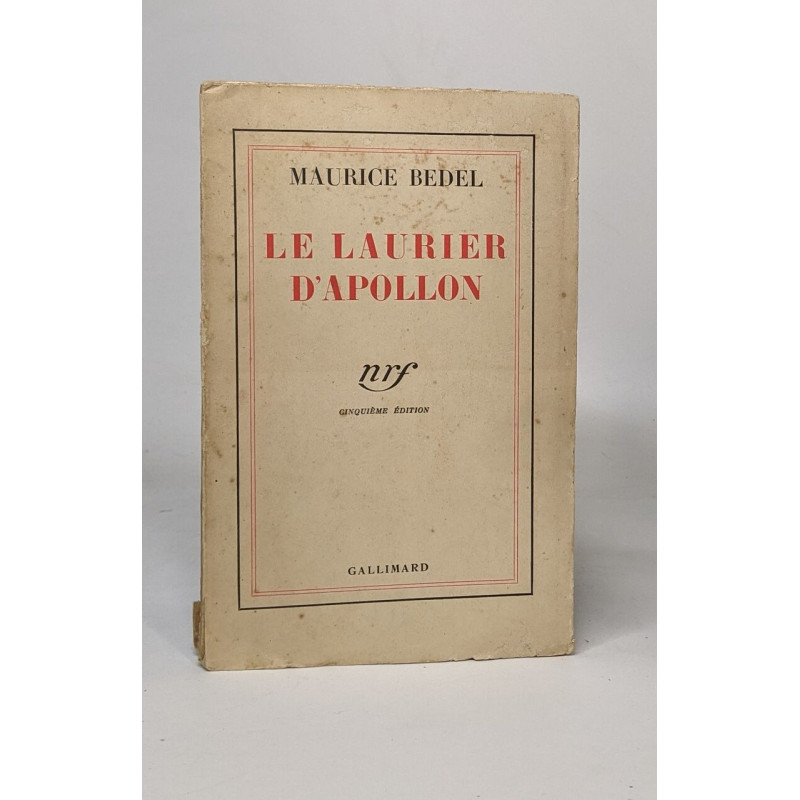 MAURICE BEDEL
LE LAURIER
D'APOLLON
nrf
CINQUIÈME ÉDITION
GALLIMARD